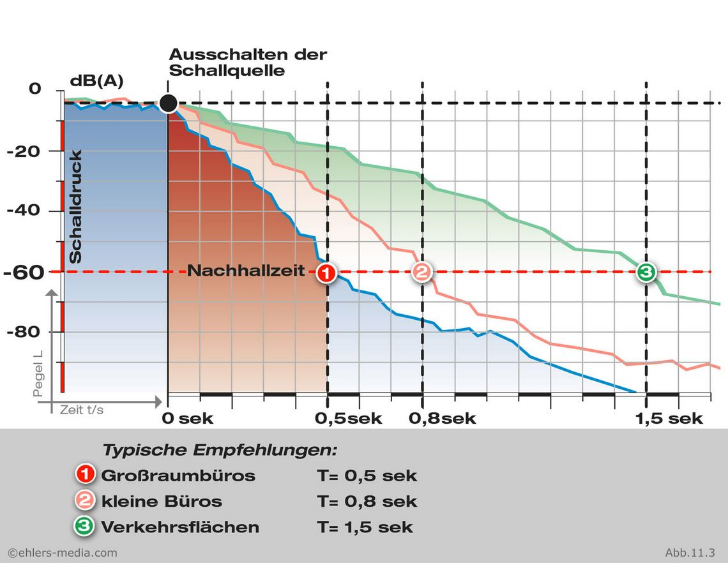 Ausschalten der
Schallquelle
dB(A)
0
-20
-40
-60
-80
Schalldruck
Nachhallzeit
1
2
3
Pegel L
Zeit t/s
0 sek
0,5sek
0,8sek
1,5 sek
Typische Empfehlungen:
1 Großraumbüros T= 0,5 sek
2 kleine Büros T= 0,8 sek
3 Verkehrsflächen T= 1,5 sek
©ehlers-media.com
Abb.11.3